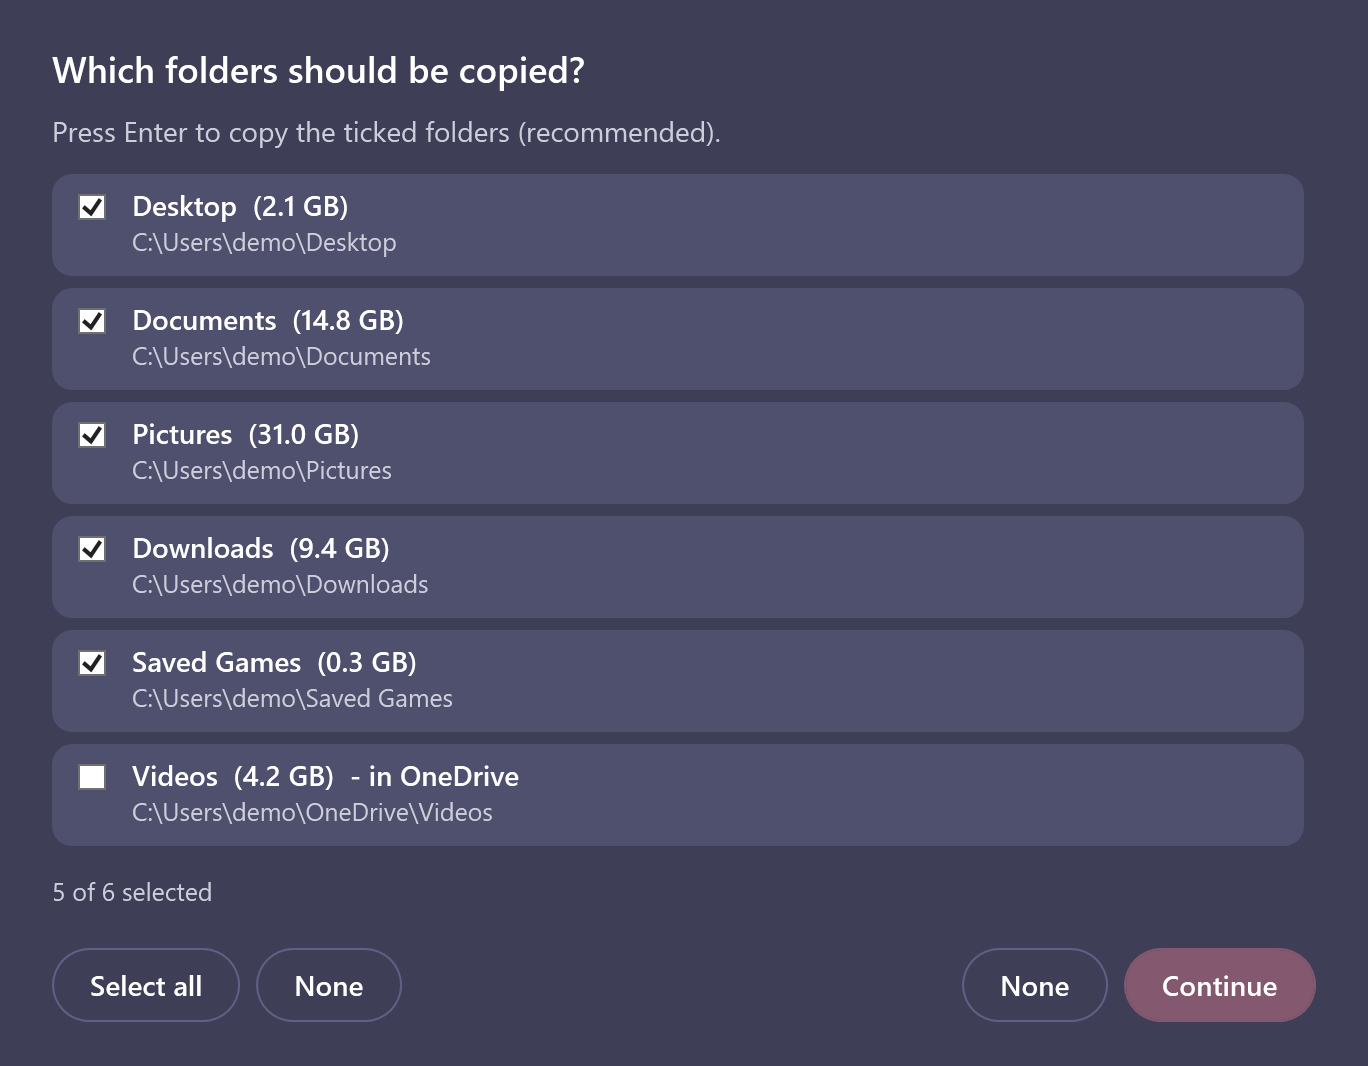 Which folders should be copied?
Press Enter to copy the ticked folders (recommended).
Desktop (2.1 GB)
C:\Users\demo\Desktop
Documents (14.8 GB)
C:\Users\demo\Documents
Pictures (31.0 GB)
C:\Users\demo\Pictures
Downloads (9.4 GB)
C:\Users\demo\Downloads
Saved Games (0.3 GB)
C:\Users\demo\Saved Games
Videos (4.2 GB) - in OneDrive
C:\Users\demo\OneDrive\Videos
5 of 6 selected
Select all None None Continue